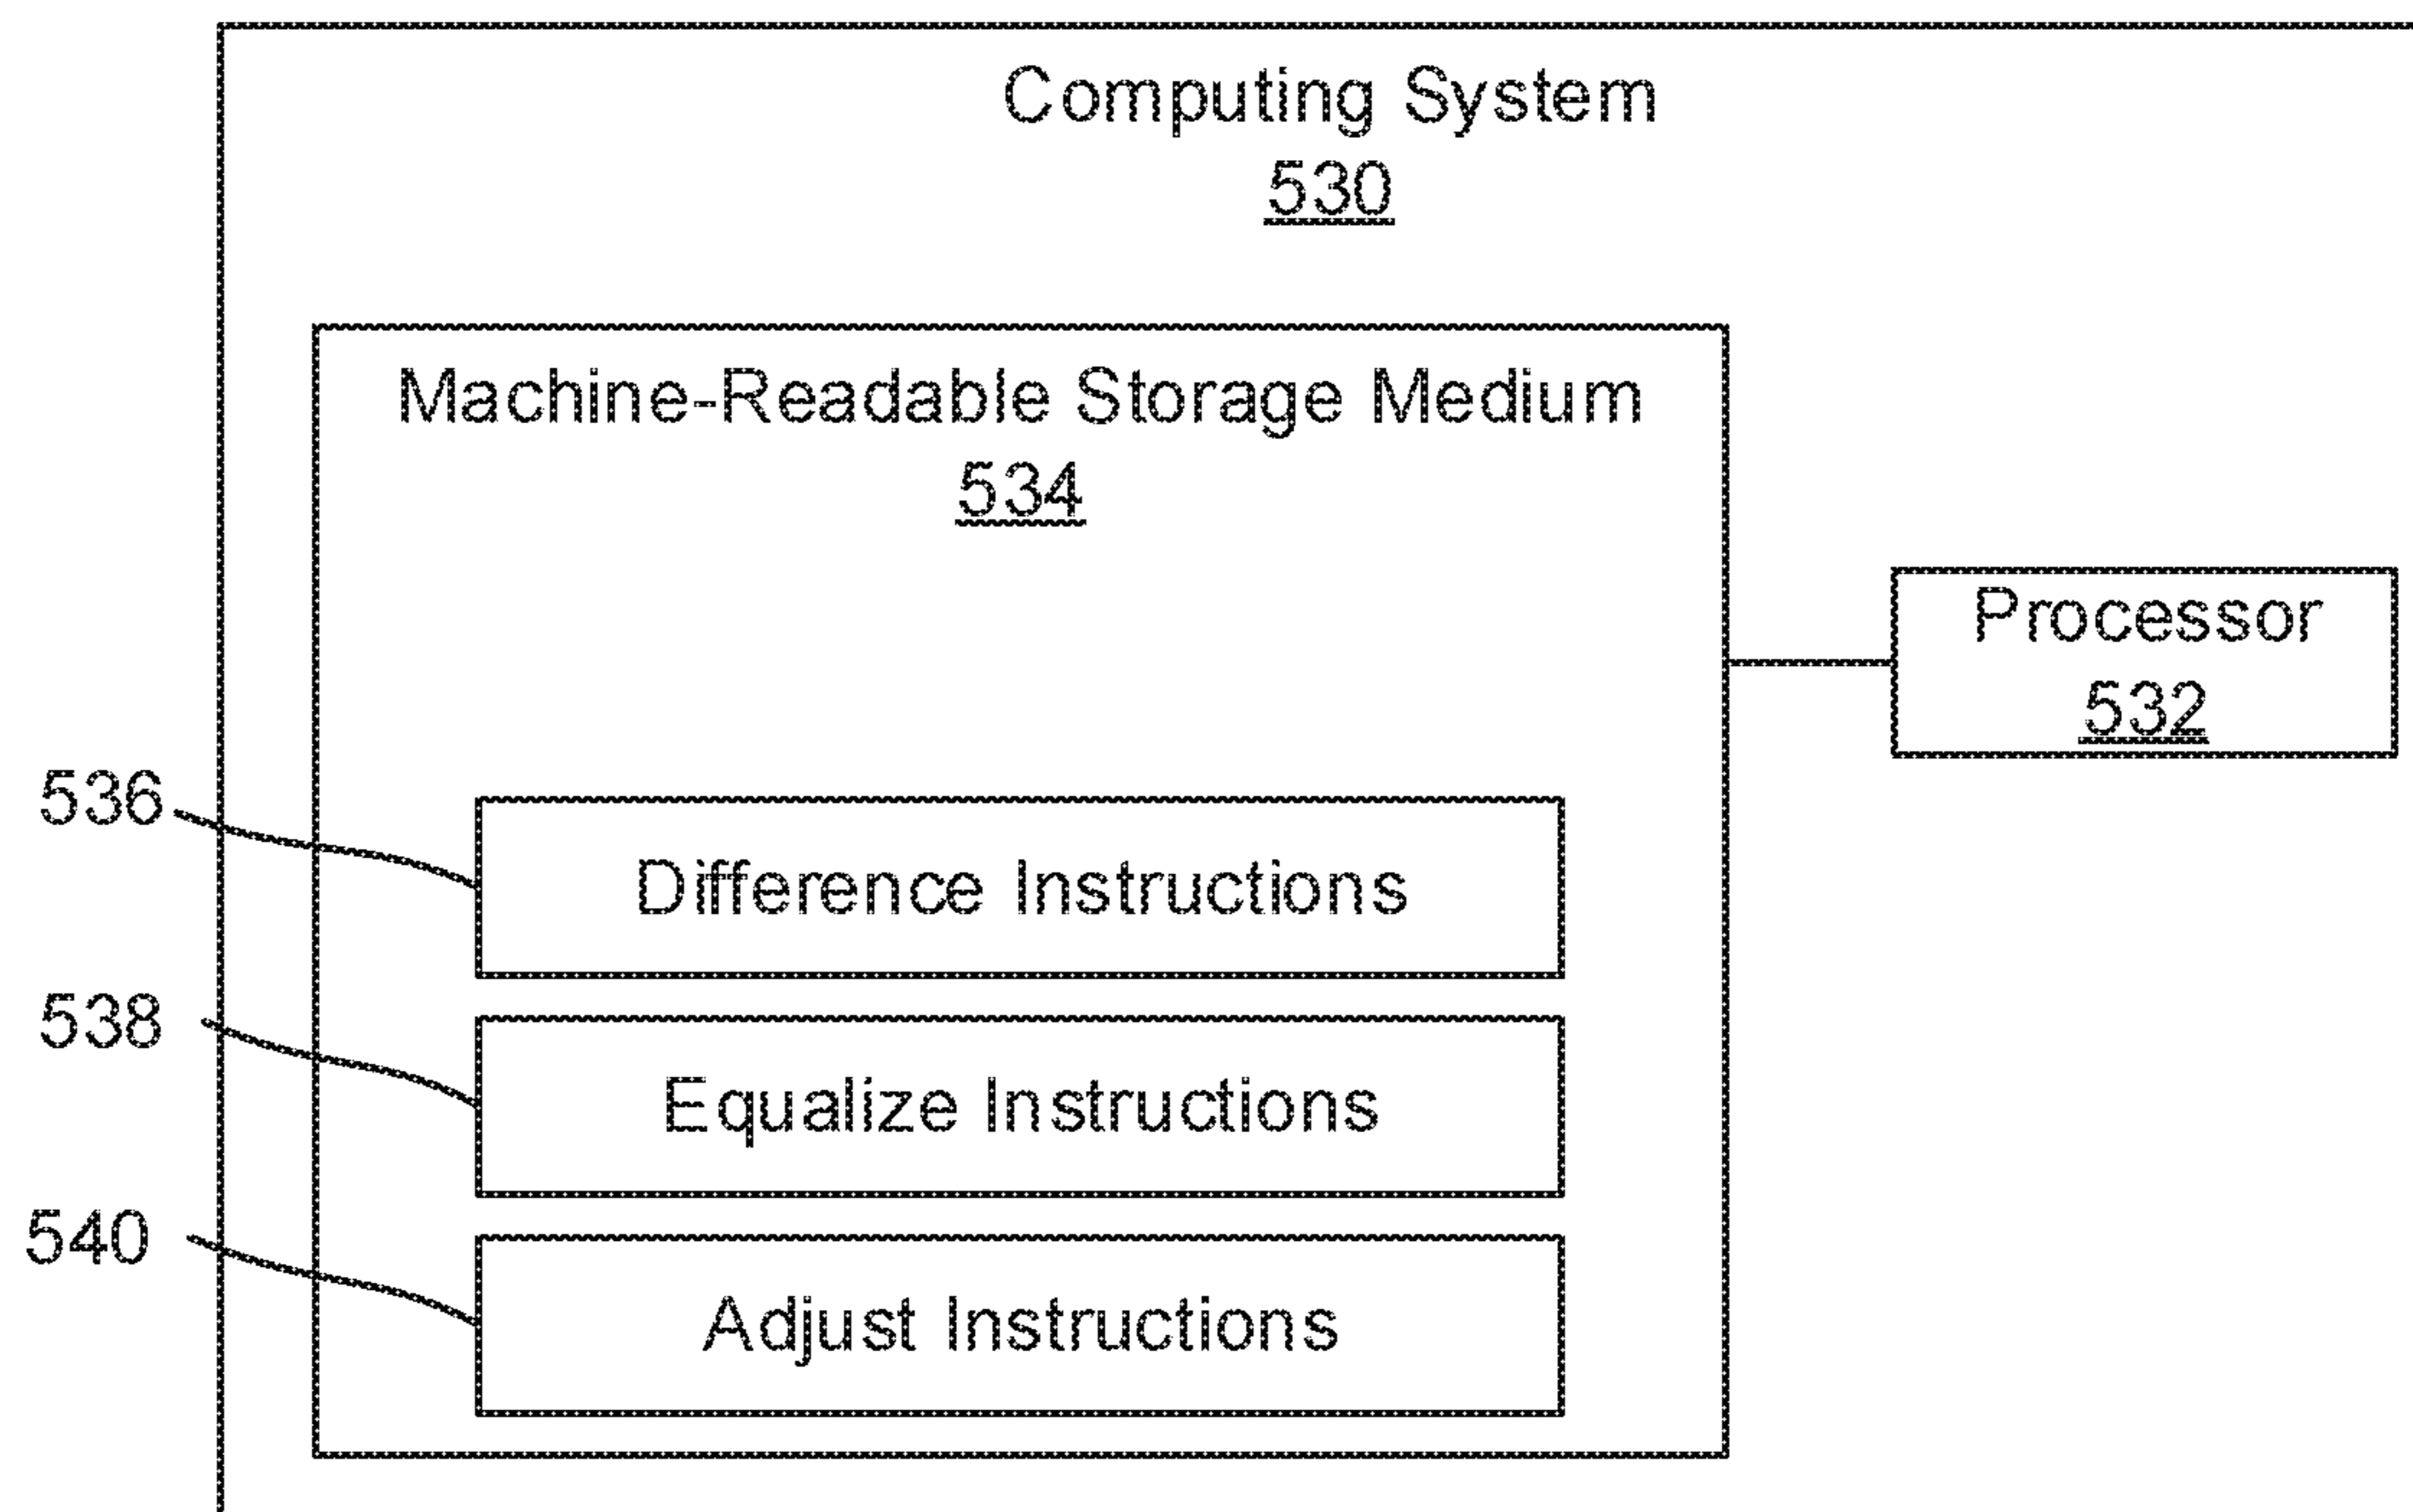 Computing System
530
Machine-Readable Storage Medium
534
Processor
532
536
Difference Instructions
538
Equalize Instructions
540
Adjust Instructions